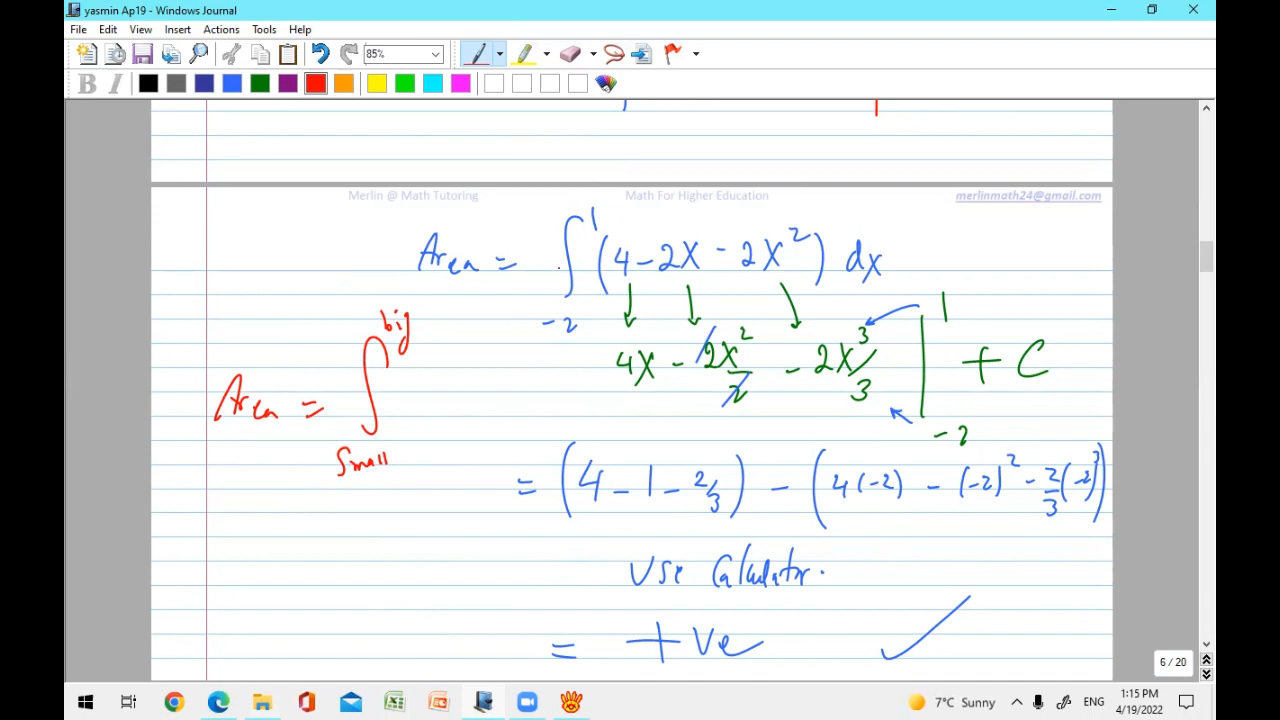 yasmin Ap19 - Windows Journal
File Edit View Insert Actions Tools Help
85%
B I
Merlin @ Math Tutoring Math For Higher Education merlinmath24@gmail.com
Area = ∫₋₂¹ (4 - 2x - 2x²) dx
4x - 2x²/2 - 2x³/3 |₋₂¹ + C
Area = ∫ big small
= (4 - 1 - 2/3) - (4(-2) - (-2)² - 2/3(-2)³)
Use Calculator.
= +ve ✓
6 / 20
7°C Sunny ENG 1:15 PM
4/19/2022